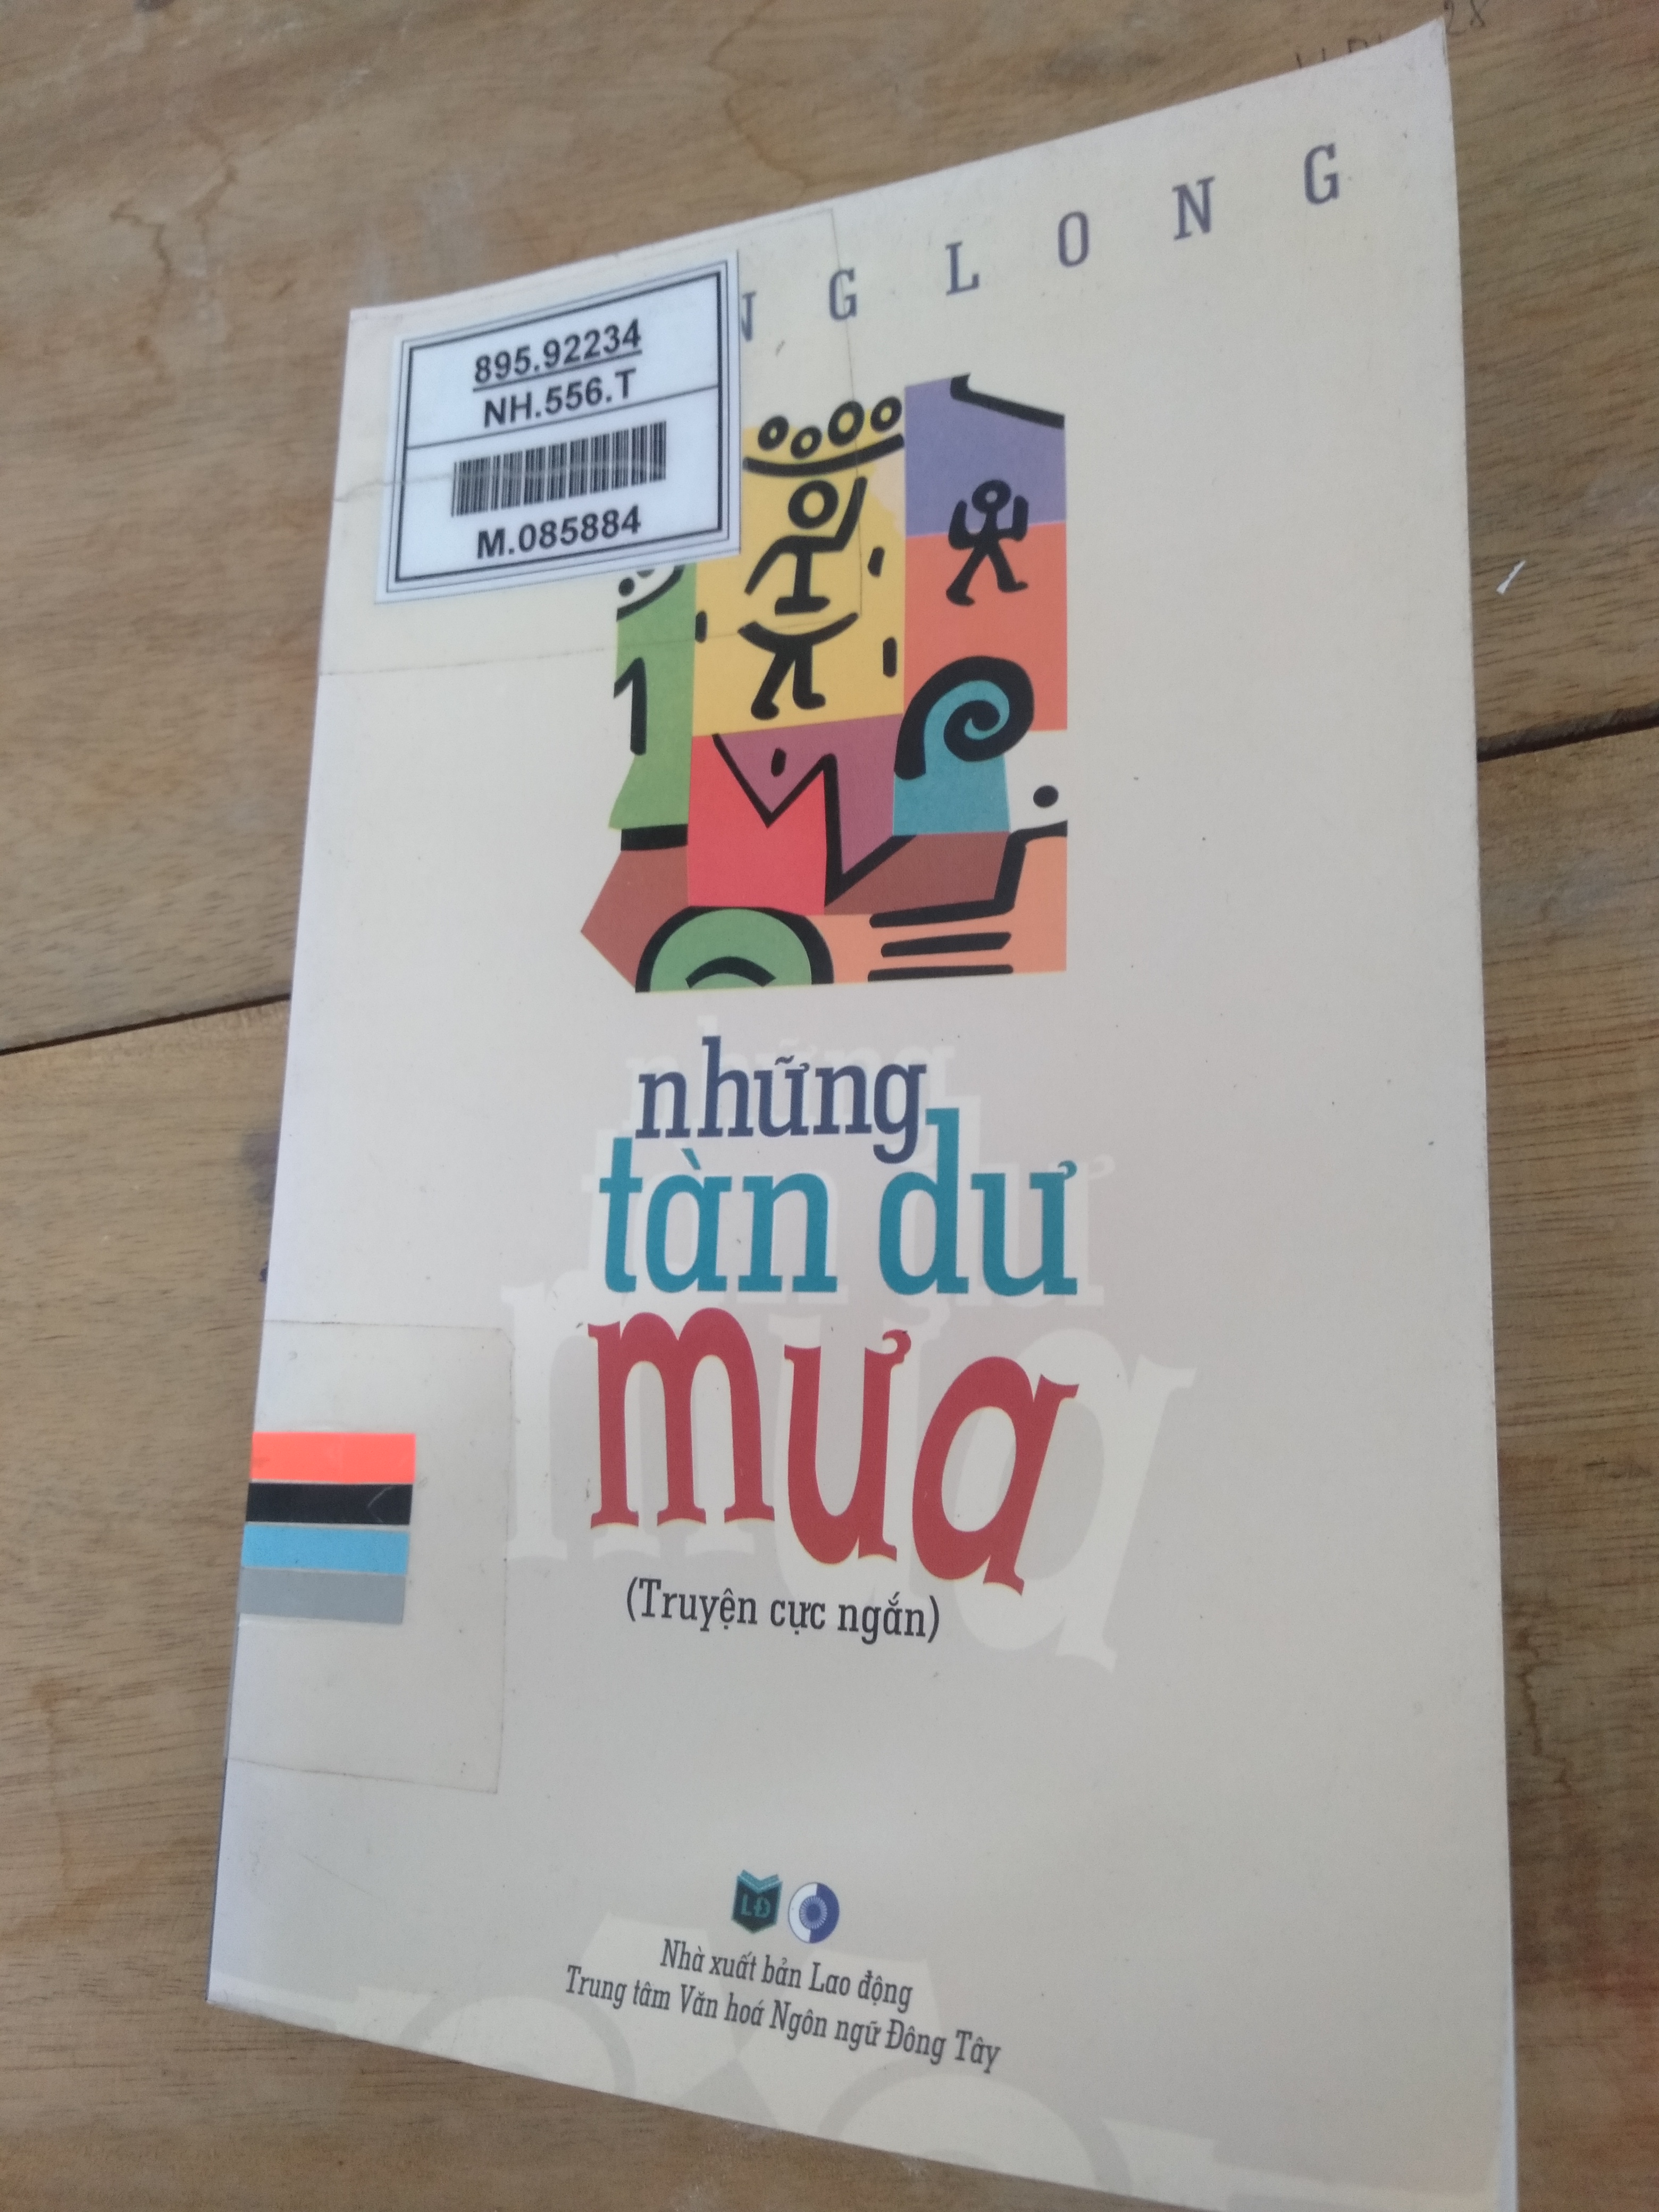 N G L O N G
895.92234
NH.556.T
M.085884
những
tàn dư
mưa
(Truyện cực ngắn)
LĐ
Nhà xuất bản Lao động
Trung tâm Văn hoá Ngôn ngữ Đông Tây